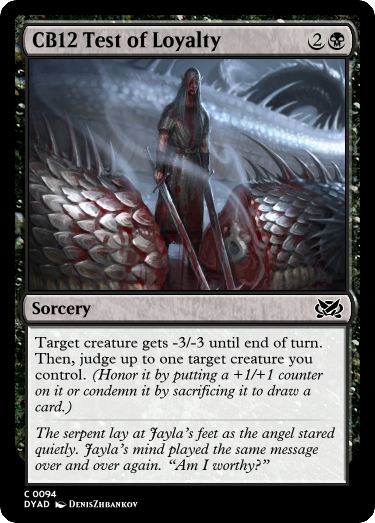 CB12 Test of Loyalty 2
Sorcery
Target creature gets -3/-3 until end of turn.
Then, judge up to one target creature you
control. (Honor it by putting a +1/+1 counter
on it or condemn it by sacrificing it to draw a
card.)
The serpent lay at Jayla's feet as the angel stared
quietly. Jayla's mind played the same message
over and over again. “Am I worthy?”
C 0094
DYAD DenisZhbankov